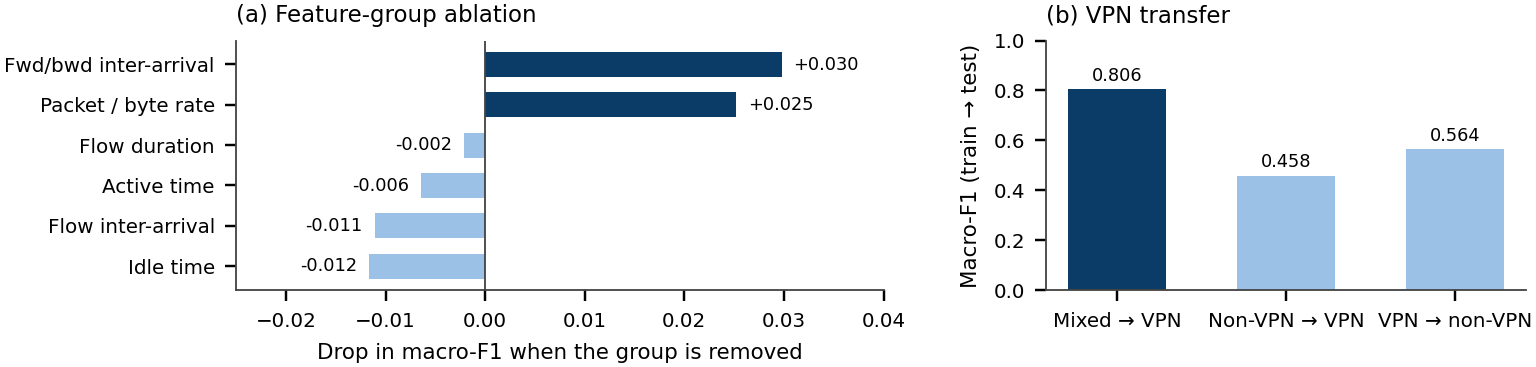 (a) Feature-group ablation
Fwd/bwd inter-arrival
+0.030
Packet / byte rate
+0.025
Flow duration
-0.002
Active time
-0.006
Flow inter-arrival
-0.011
Idle time
-0.012
−0.02 −0.01 0.00 0.01 0.02 0.03 0.04
Drop in macro-F1 when the group is removed
(b) VPN transfer
Macro-F1 (train → test)
1.0
0.8
0.6
0.4
0.2
0.0
0.806
0.458
0.564
Mixed → VPN Non-VPN → VPN VPN → non-VPN